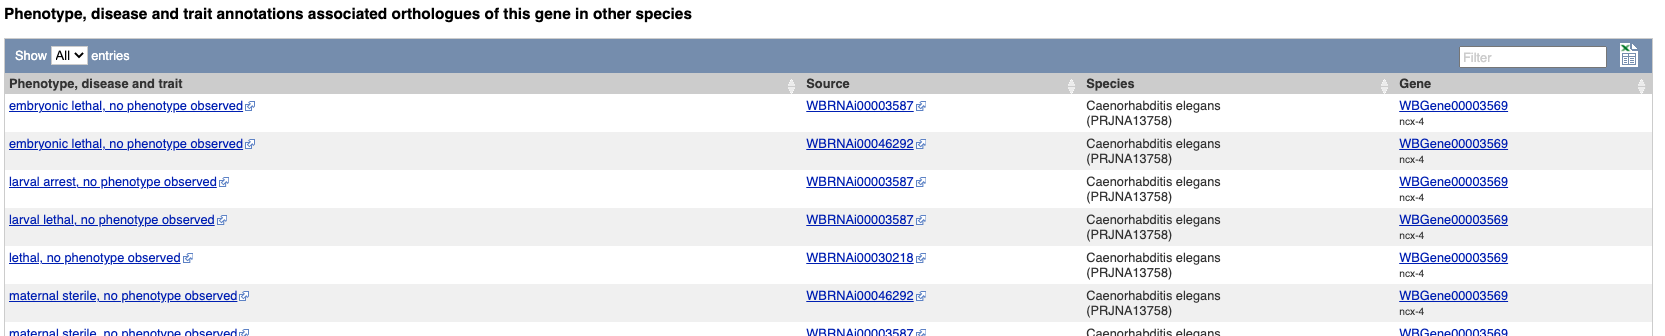 Phenotype, disease and trait annotations associated orthologues of this gene in other species
Show All entries Filter
Phenotype, disease and trait Source Species Gene
embryonic lethal, no phenotype observed WBRNAi00003587 Caenorhabditis elegans WBGene00003569
(PRJNA13758) ncx-4
embryonic lethal, no phenotype observed WBRNAi00046292 Caenorhabditis elegans WBGene00003569
(PRJNA13758) ncx-4
larval arrest, no phenotype observed WBRNAi00003587 Caenorhabditis elegans WBGene00003569
(PRJNA13758) ncx-4
larval lethal, no phenotype observed WBRNAi00003587 Caenorhabditis elegans WBGene00003569
(PRJNA13758) ncx-4
lethal, no phenotype observed WBRNAi00030218 Caenorhabditis elegans WBGene00003569
(PRJNA13758) ncx-4
maternal sterile, no phenotype observed WBRNAi00046292 Caenorhabditis elegans WBGene00003569
(PRJNA13758) ncx-4
maternal sterile, no phenotype observed WBRNAi00003587 Caenorhabditis elegans WBGene00003569